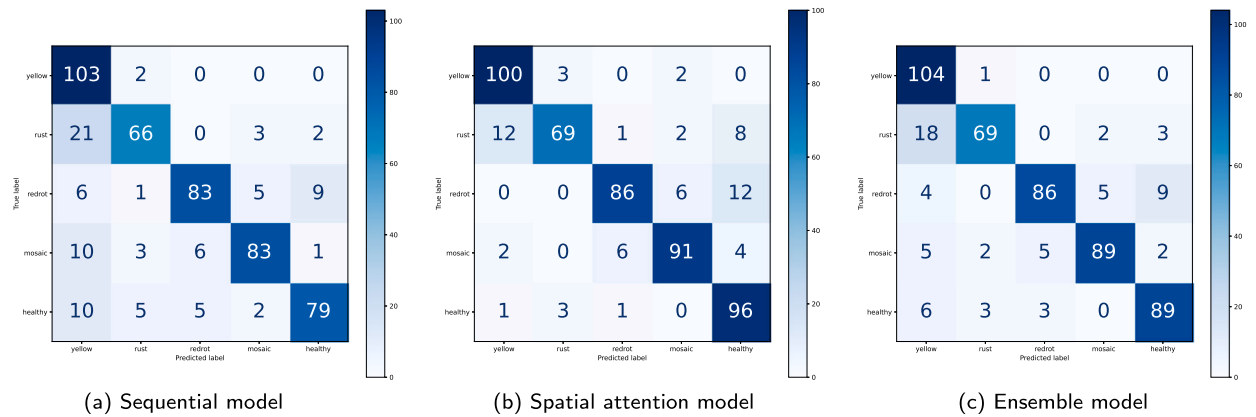 100
80
60
40
20
0
yellow
rust
redrot
mosaic
healthy
True label
103 2 0 0 0
21 66 0 3 2
6 1 83 5 9
10 3 6 83 1
10 5 5 2 79
yellow rust redrot mosaic healthy
Predicted label
(a) Sequential model
100
80
60
40
20
0
yellow
rust
redrot
mosaic
healthy
True label
100 3 0 2 0
12 69 1 2 8
0 0 86 6 12
2 0 6 91 4
1 3 1 0 96
yellow rust redrot mosaic healthy
Predicted label
(b) Spatial attention model
100
80
60
40
20
0
yellow
rust
redrot
mosaic
healthy
True label
104 1 0 0 0
18 69 0 2 3
4 0 86 5 9
5 2 5 89 2
6 3 3 0 89
yellow rust redrot mosaic healthy
Predicted label
(c) Ensemble model